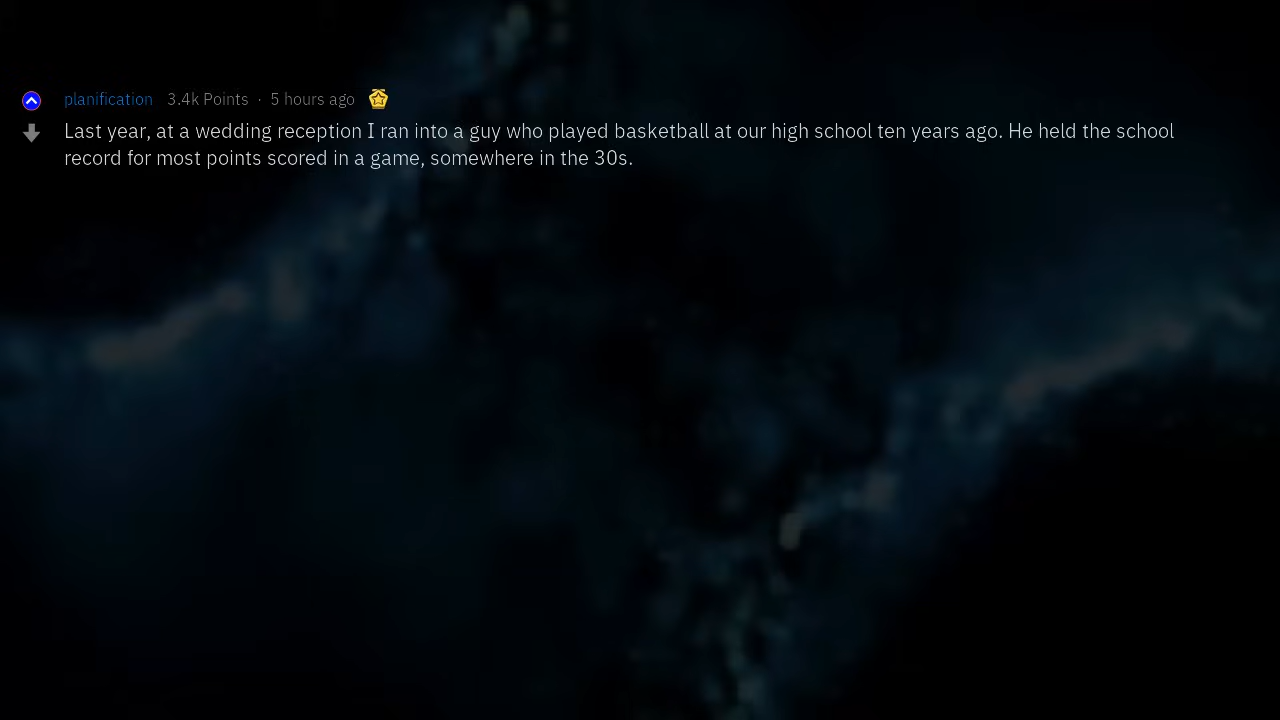 planification 3.4k Points · 5 hours ago
Last year, at a wedding reception I ran into a guy who played basketball at our high school ten years ago. He held the school
record for most points scored in a game, somewhere in the 30s.